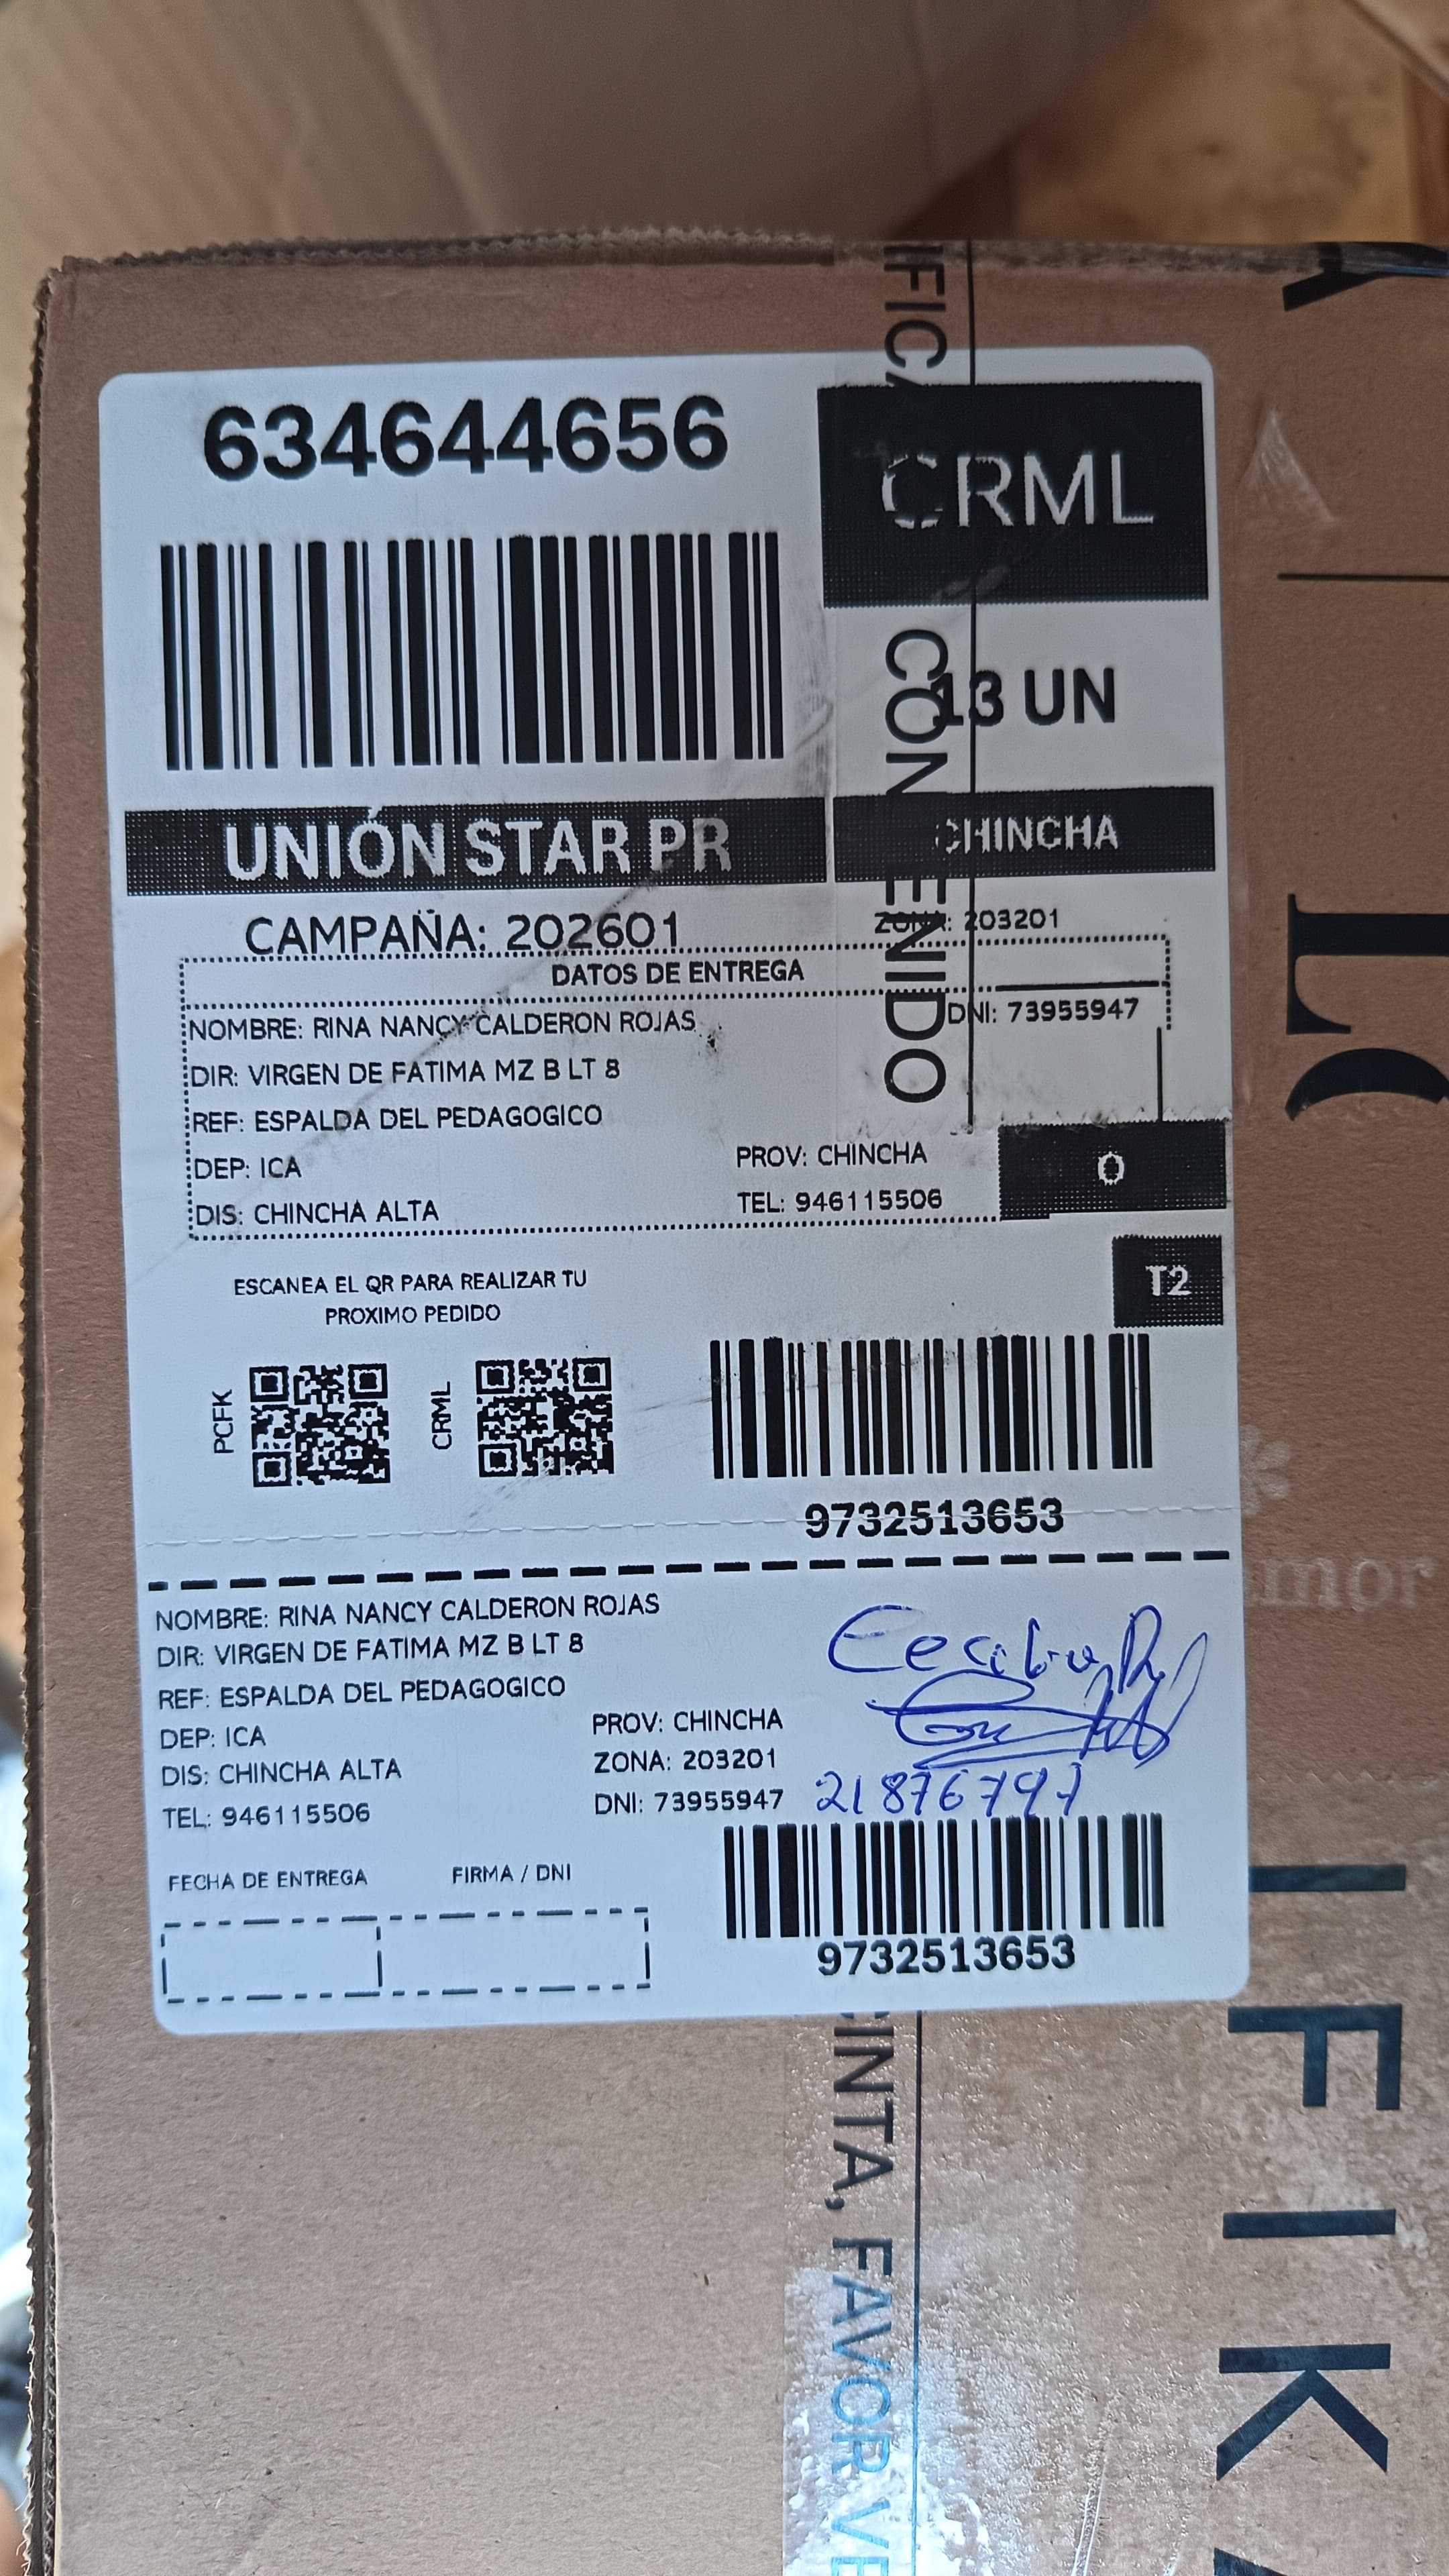 634644656
CRML
13 UN
UNIÓN STAR PR
CHINCHA
CAMPAÑA: 202601
ZONA: 203201
DATOS DE ENTREGA
NOMBRE: RINA NANCY CALDERON ROJAS
DNI: 73955947
DIR: VIRGEN DE FATIMA MZ B LT 8
REF: ESPALDA DEL PEDAGOGICO
DEP: ICA
PROV: CHINCHA
O
DIS: CHINCHA ALTA
TEL: 946115506
T2
ESCANEA EL QR PARA REALIZAR TU
PROXIMO PEDIDO
PCFK
CRML
9732513653
NOMBRE: RINA NANCY CALDERON ROJAS
DIR: VIRGEN DE FATIMA MZ B LT 8
REF: ESPALDA DEL PEDAGOGICO
DEP: ICA
PROV: CHINCHA
DIS: CHINCHA ALTA
ZONA: 203201
TEL: 946115506
DNI: 73955947
21876797
FECHA DE ENTREGA
FIRMA / DNI
9732513653
CONTENIDO
CINTA, FAVOR